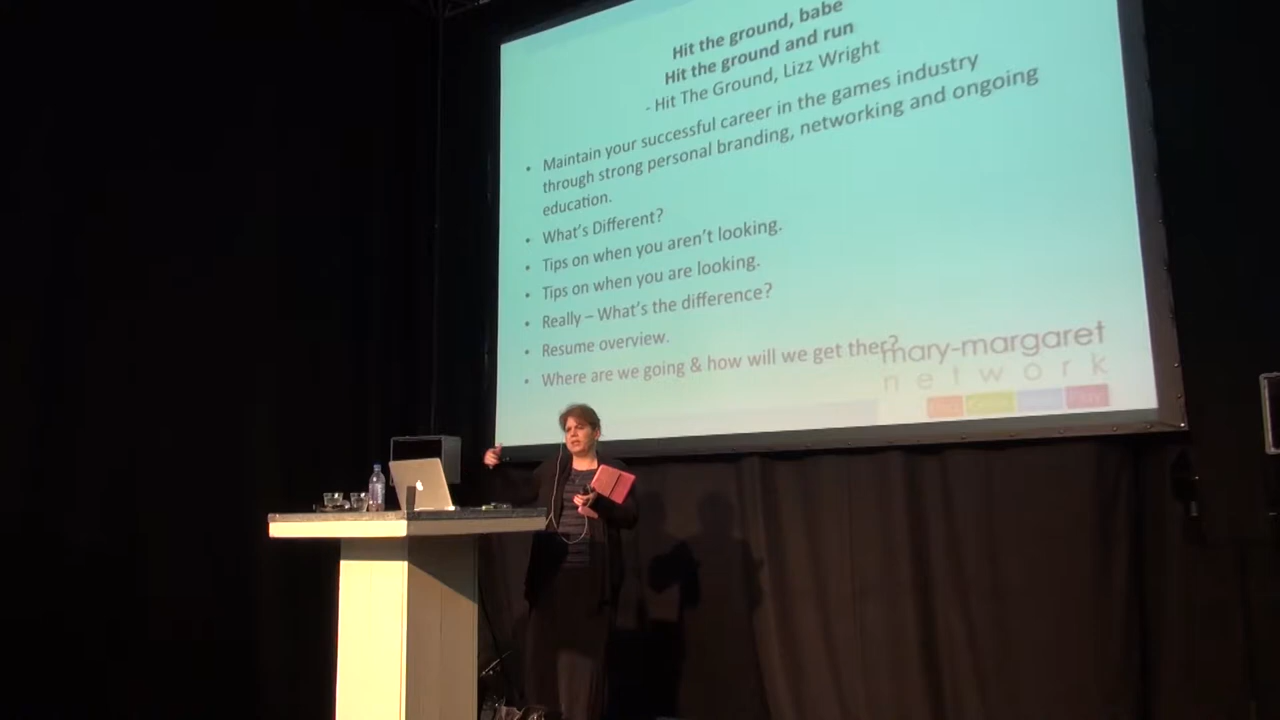 Hit the ground, babe
Hit the ground and run
- Hit The Ground, Lizz Wright
• Maintain your successful career in the games industry
through strong personal branding, networking and ongoing
education.
• What's Different?
• Tips on when you aren't looking.
• Tips on when you are looking.
• Really – What's the difference?
• Resume overview.
• Where are we going & how will we get ther?
mary-margaret
network